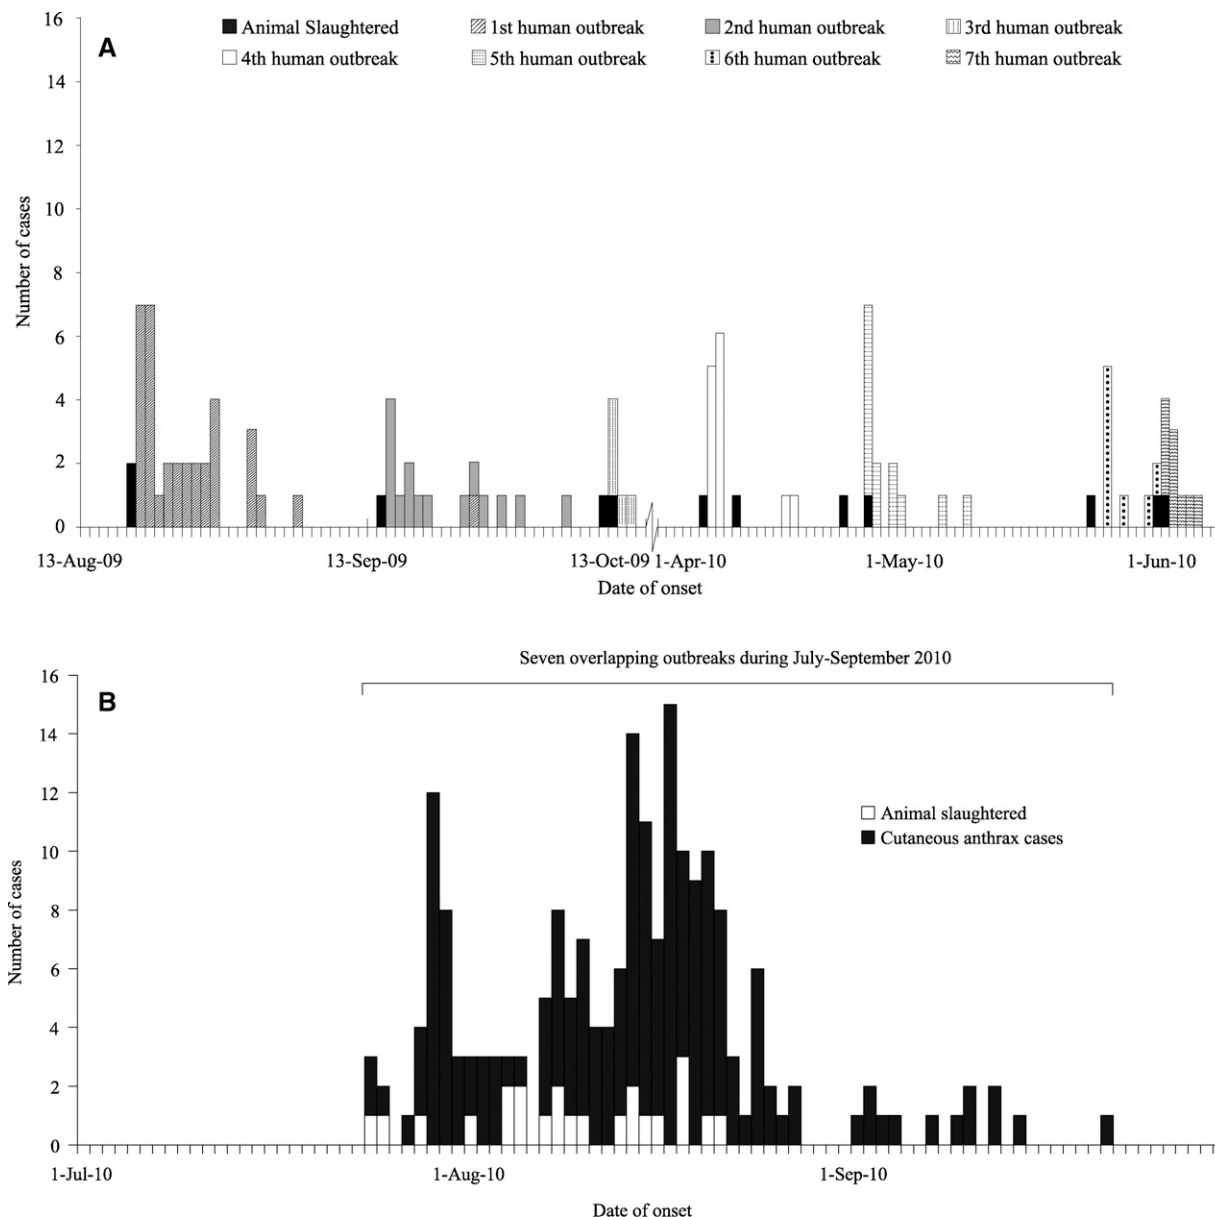 A
Animal Slaughtered 1st human outbreak 2nd human outbreak 3rd human outbreak
4th human outbreak 5th human outbreak 6th human outbreak 7th human outbreak
16
14
12
10
8
6
4
2
0
Number of cases
13-Aug-09 13-Sep-09 13-Oct-09 1-Apr-10 1-May-10 1-Jun-10
Date of onset
Seven overlapping outbreaks during July-September 2010
B
16
14
12
10
8
6
4
2
0
Number of cases
Animal slaughtered
Cutaneous anthrax cases
1-Jul-10 1-Aug-10 1-Sep-10
Date of onset